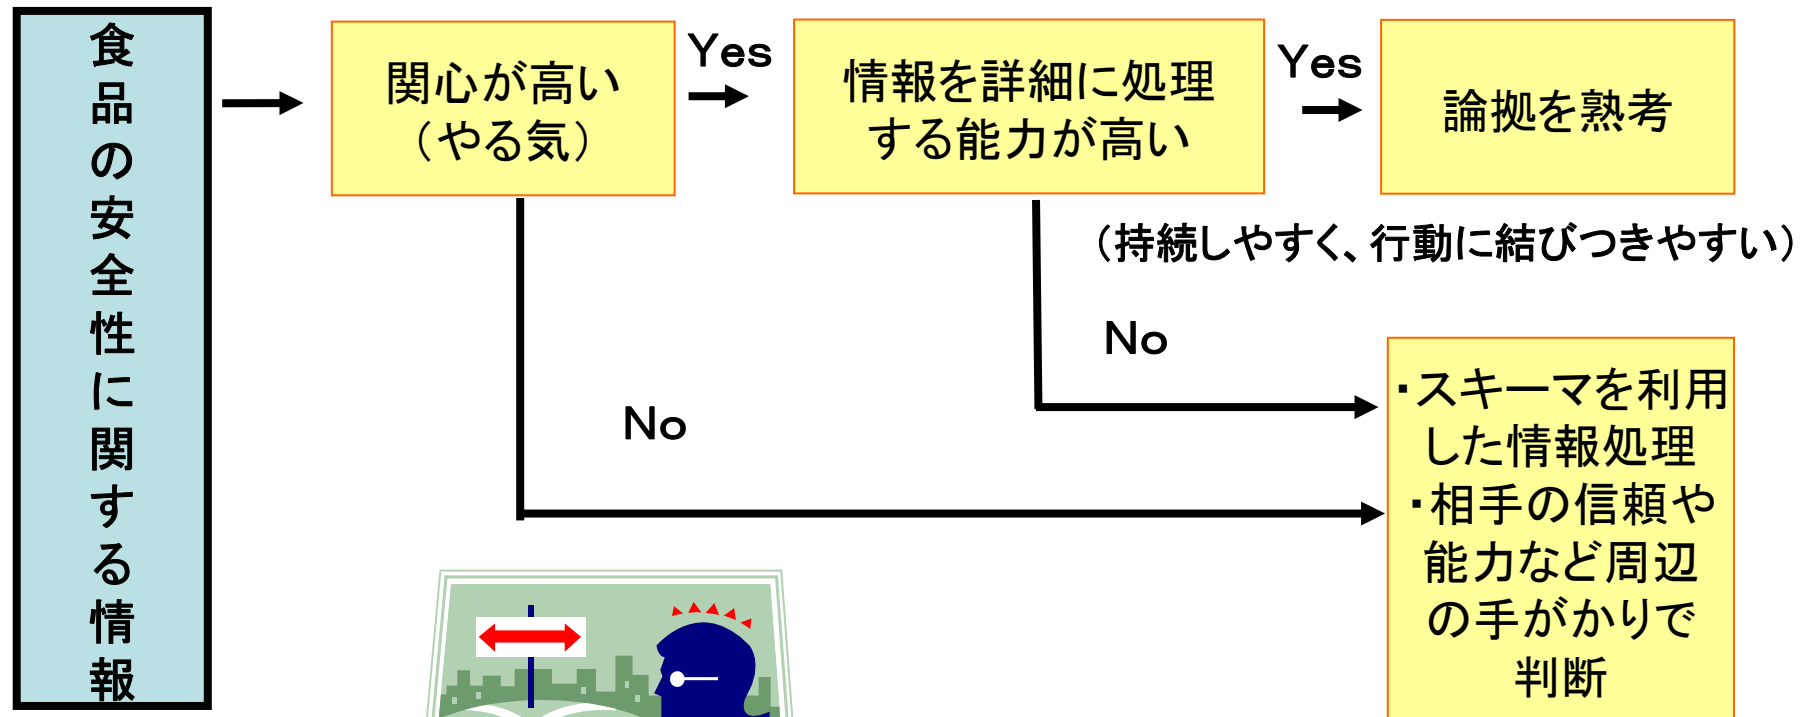 食品の安全性に関する情報
関心が高い
（やる気）
Yes
情報を詳細に処理
する能力が高い
Yes
論拠を熟考
（持続しやすく、行動に結びつきやすい）
No
No
・スキーマを利用
した情報処理
・相手の信頼や
能力など周辺
の手がかりで
判断